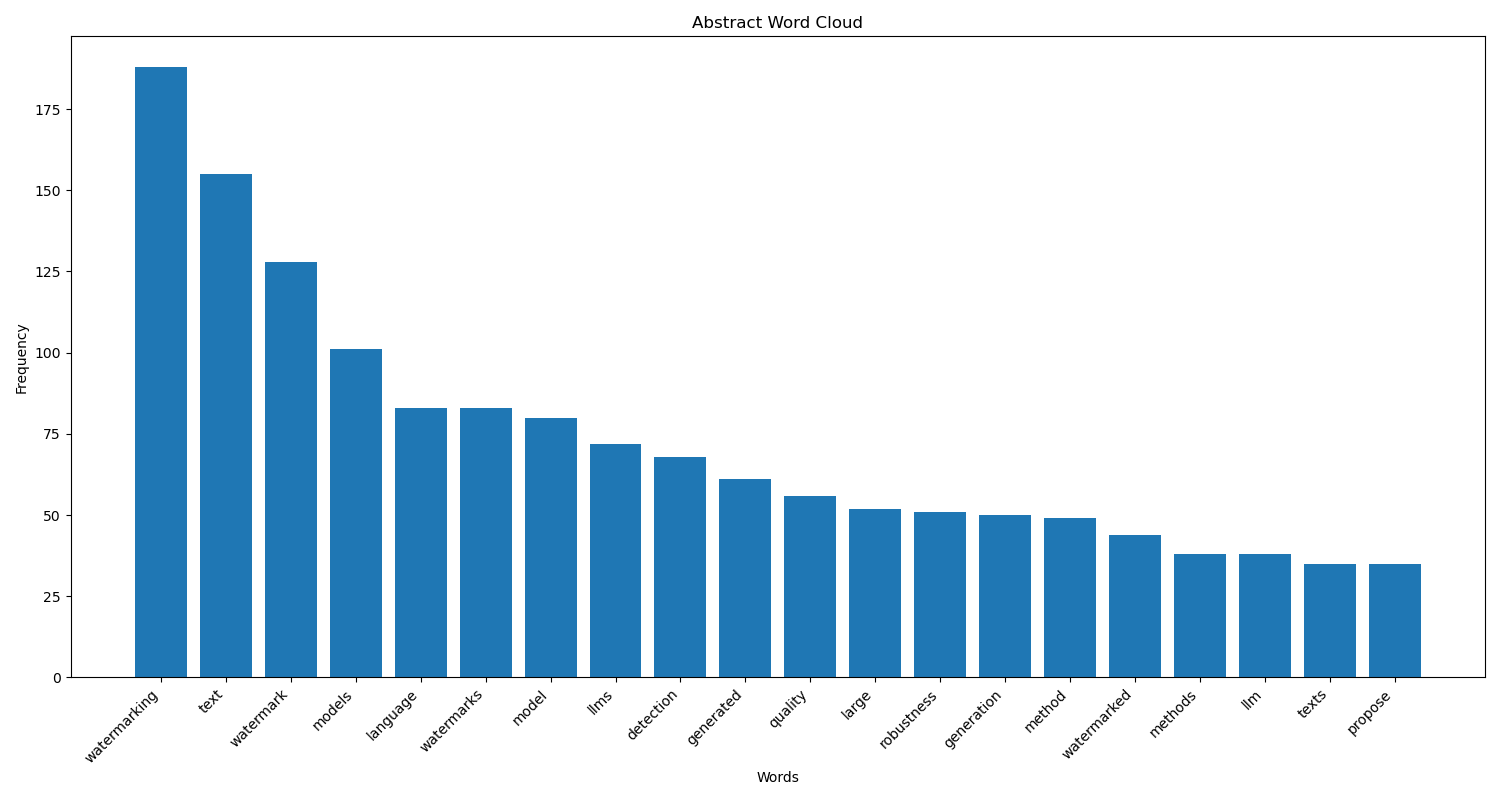 Abstract Word Cloud
Frequency
175
150
125
100
75
50
25
0
watermarking
text
watermark
models
language
watermarks
model
llms
detection
generated
quality
large
robustness
generation
method
watermarked
methods
llm
texts
propose
Words